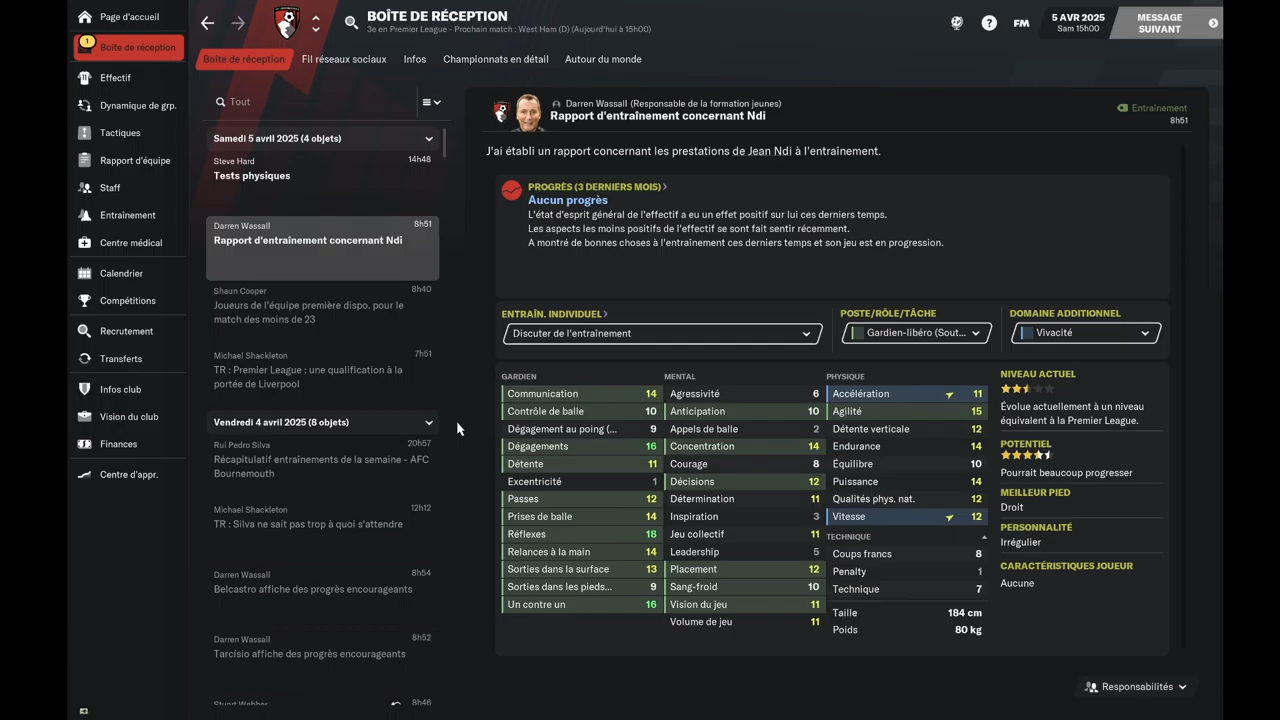 Page d'accueil
1
Boîte de réception
Effectif
Dynamique de grp.
Tactiques
Rapport d'équipe
Staff
Entraînement
Centre médical
Calendrier
Compétitions
Recrutement
Transferts
Infos club
Vision du club
Finances
Centre d'appr.
BOÎTE DE RÉCEPTION
3e en Premier League - Prochain match : West Ham (D) (Aujourd'hui à 15h00)
FM
5 AVR 2025
Sam 15h00
MESSAGE
SUIVANT
Boîte de réception
Fil réseaux sociaux
Infos
Championnats en détail
Autour du monde
Tout
Samedi 5 avril 2025 (4 objets)
Steve Hard 14h48
Tests physiques
Darren Wassall 8h51
Rapport d'entraînement concernant Ndi
Shaun Cooper 8h40
Joueurs de l'équipe première dispo. pour le
match des moins de 23
Michael Shackleton 7h51
TR : Premier League : une qualification à la
portée de Liverpool
Vendredi 4 avril 2025 (8 objets)
Rui Pedro Silva 20h57
Récapitulatif entraînements de la semaine - AFC
Bournemouth
Michael Shackleton 12h12
TR : Silva ne sait pas trop à quoi s'attendre
Darren Wassall 8h54
Belcastro affiche des progrès encourageants
Darren Wassall 8h52
Tarcísio affiche des progrès encourageants
Stuart Webber 8h46
Darren Wassall (Responsable de la formation jeunes)
Rapport d'entraînement concernant Ndi
Entraînement
8h51
J'ai établi un rapport concernant les prestations de Jean Ndi à l'entraînement.
PROGRÈS (3 DERNIERS MOIS)
Aucun progrès
L'état d'esprit général de l'effectif a eu un effet positif sur lui ces derniers temps.
Les aspects les moins positifs de l'effectif se sont fait sentir récemment.
A montré de bonnes choses à l'entraînement ces derniers temps et son jeu est en progression.
ENTRAÎN. INDIVIDUEL
Discuter de l'entraînement
POSTE/RÔLE/TÂCHE
Gardien-libéro (Sout...
DOMAINE ADDITIONNEL
Vivacité
GARDIEN
Communication 14
Contrôle de balle 10
Dégagement au poing (... 9
Dégagements 16
Détente 11
Excentricité 1
Passes 12
Prises de balle 14
Réflexes 18
Relances à la main 14
Sorties dans la surface 13
Sorties dans les pieds... 9
Un contre un 16
MENTAL
Agressivité 6
Anticipation 10
Appels de balle 2
Concentration 14
Courage 8
Décisions 12
Détermination 11
Inspiration 3
Jeu collectif 11
Leadership 5
Placement 12
Sang-froid 10
Vision du jeu 11
Volume de jeu 11
PHYSIQUE
Accélération 11
Agilité 15
Détente verticale 12
Endurance 14
Équilibre 10
Puissance 14
Qualités phys. nat. 12
Vitesse 12
TECHNIQUE
Coups francs 8
Penalty 1
Technique 7
Taille 184 cm
Poids 80 kg
NIVEAU ACTUEL
Évolue actuellement à un niveau
équivalent à la Premier League.
POTENTIEL
Pourrait beaucoup progresser
MEILLEUR PIED
Droit
PERSONNALITÉ
Irrégulier
CARACTÉRISTIQUES JOUEUR
Aucune
Responsabilités